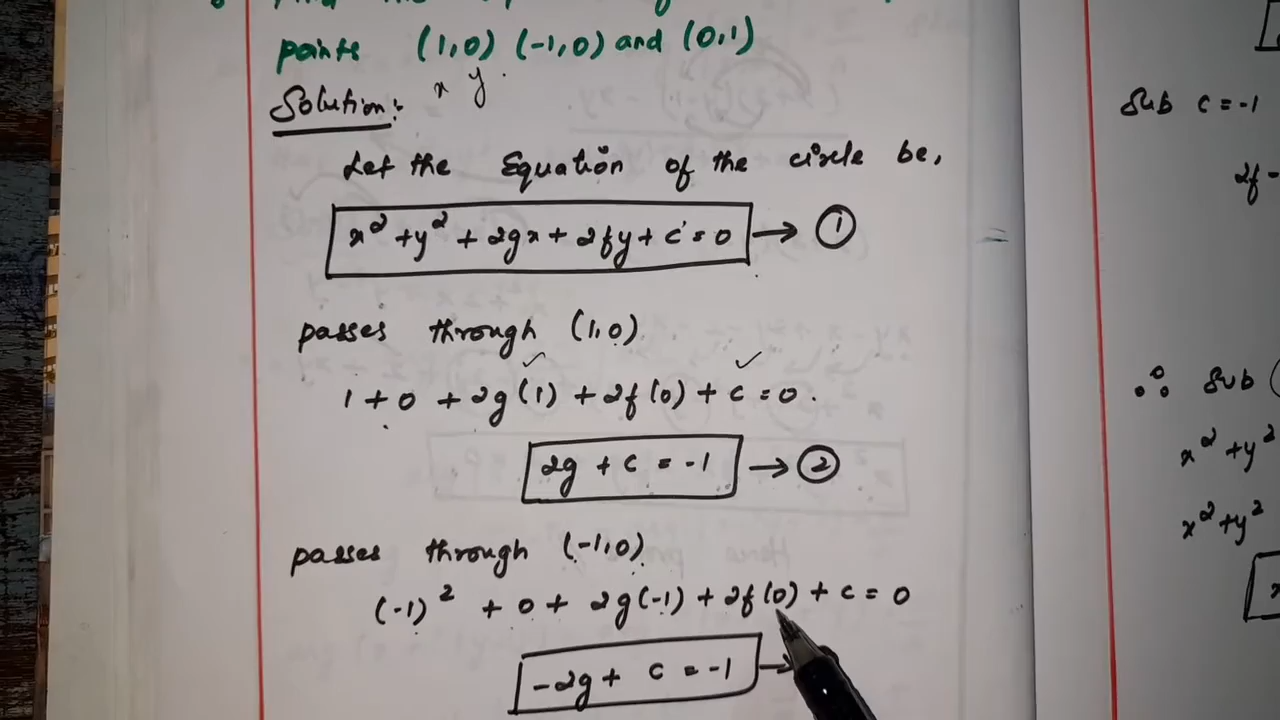 points (1,0) (-1,0) and (0,1)
Solution:
x y
Let the Equation of the circle be,
x² + y² + 2gx + 2fy + c = 0 → ①
passes through (1,0)
✓ ✓
1 + 0 + 2g(1) + 2f(0) + c = 0.
2g + c = -1 → ②
passes through (-1,0)
(-1)² + 0 + 2g(-1) + 2f(0) + c = 0
-2g + c = -1 →
Sub c = -1
2f -
∴ Sub (
x² + y²
x² + y²